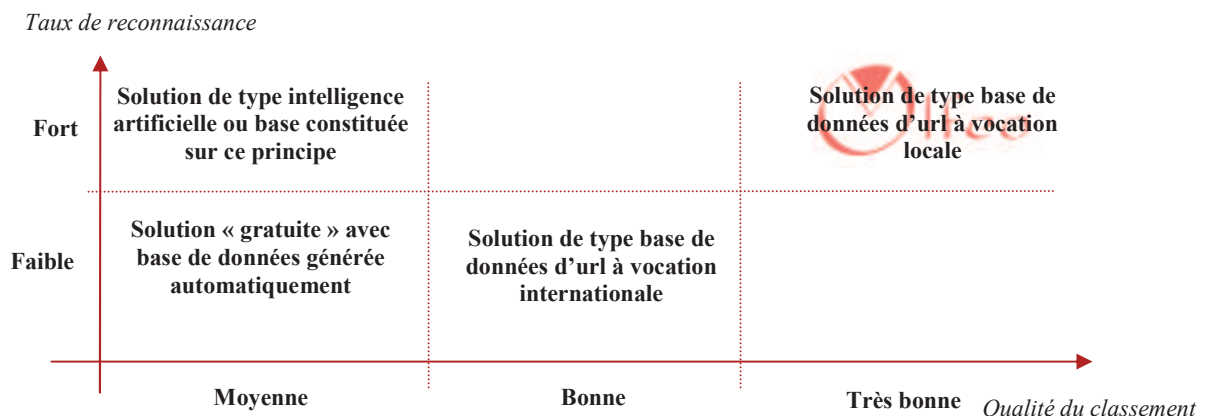 Taux de reconnaissance
Fort
Solution de type intelligence
artificielle ou base constituée
sur ce principe
Solution de type base de
données d’url à vocation
locale
Olfeo
Faible
Solution « gratuite » avec
base de données générée
automatiquement
Solution de type base de
données d’url à vocation
internationale
Moyenne
Bonne
Très bonne
Qualité du classement